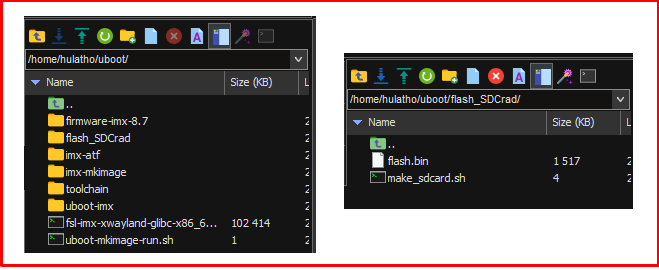 /home/hulatho/uboot/
Name Size (KB) L
..
firmware-imx-8.7 2
flash_SDCrad 2
imx-atf 2
imx-mkimage 2
toolchain 2
uboot-imx 2
fsl-imx-xwayland-glibc-x86_6... 102 414 2
uboot-mkimage-run.sh 1 2
/home/hulatho/uboot/flash_SDCrad/
Name Size (KB) L
..
flash.bin 1 517 2
make_sdcard.sh 4 2